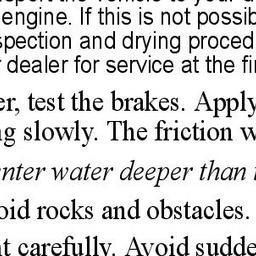 engine. If this is not possib
spection and drying proced
dealer for service at the fi
er, test the brakes. Apply
ng slowly. The friction w
nter water deeper than
oid rocks and obstacles.
t carefully. Avoid sudde